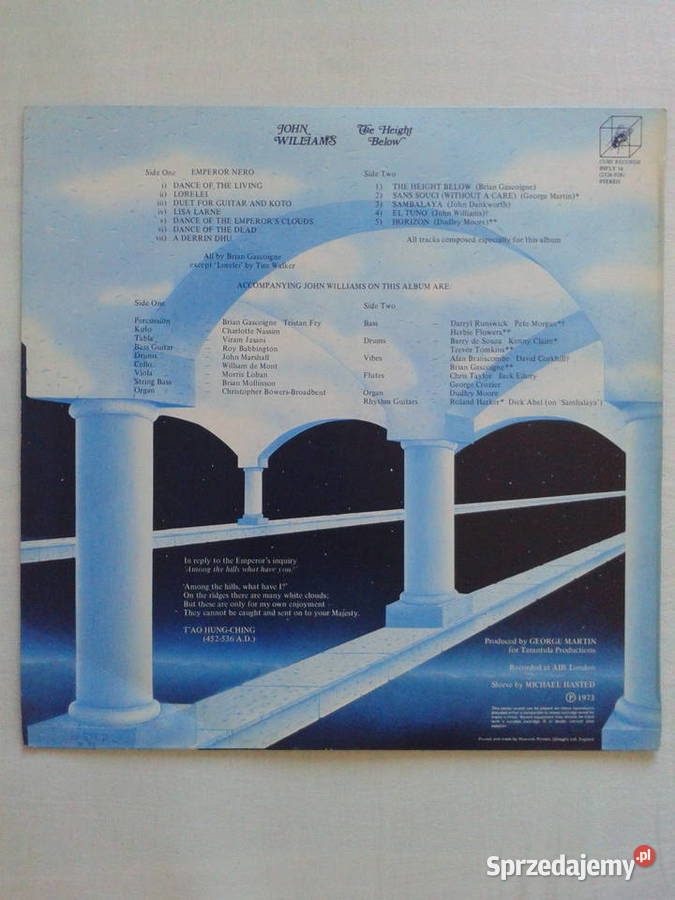 JOHN WILLIAMS
The Height Below
CUBE RECORDS
HIFLY 16
STEREO
Side One EMPEROR NERO
i) DANCE OF THE LIVING
ii) LORELEI
iii) DUET FOR GUITAR AND KOTO
iv) LISA LARNE
v) DANCE OF THE EMPEROR'S CLOUDS
vi) DANCE OF THE DEAD
vii) A DERRIN DHU
All by Brian Gascoigne
except 'Lorelei' by Tim Walker
Side Two
1) THE HEIGHT BELOW (Brian Gascoigne)
2) SANS SOUCI (WITHOUT A CARE) (George Martin)*
3) SAMBALAYA (John Dankworth)
4) EL TUNO (John Williams)†
5) HORIZON (Dudley Moore)**
All tracks composed especially for this album
ACCOMPANYING JOHN WILLIAMS ON THIS ALBUM ARE:
Side One
Percussion – Brian Gascoigne Tristan Fry
Koto – Charlotte Nassim
Tabla – Viram Jasani
Bass Guitar – Roy Babbington
Drums – John Marshall
Cello – William de Mont
Viola – Morris Loban
String Bass – Brian Mollinson
Organ – Christopher Bowers-Broadbent
Side Two
Bass – Darryl Runswick Pete Morgan*†
Herbie Flowers**
Drums – Barry de Souza Kenny Clare*
Trevor Tomkins**
Vibes – Alan Branscombe David Corkhill†
Brian Gascoigne**
Flutes – Chris Taylor Jack Ellory
George Crozier
Organ – Dudley Moore
Rhythm Guitars – Roland Harker* Dick Abel (on 'Sambalaya')
In reply to the Emperor's inquiry
'Among the hills what have you?'
'Among the hills, what have I?'
On the ridges there are many white clouds;
But these are only for my own enjoyment
They cannot be caught and sent on to your Majesty.
T'AO HUNG-CHING
(452-536 A.D.)
Produced by GEORGE MARTIN
for Tarantula Productions
Recorded at AIR London
Sleeve by MICHAEL HASTED
Ⓟ 1973
Sprzedajemy.pl